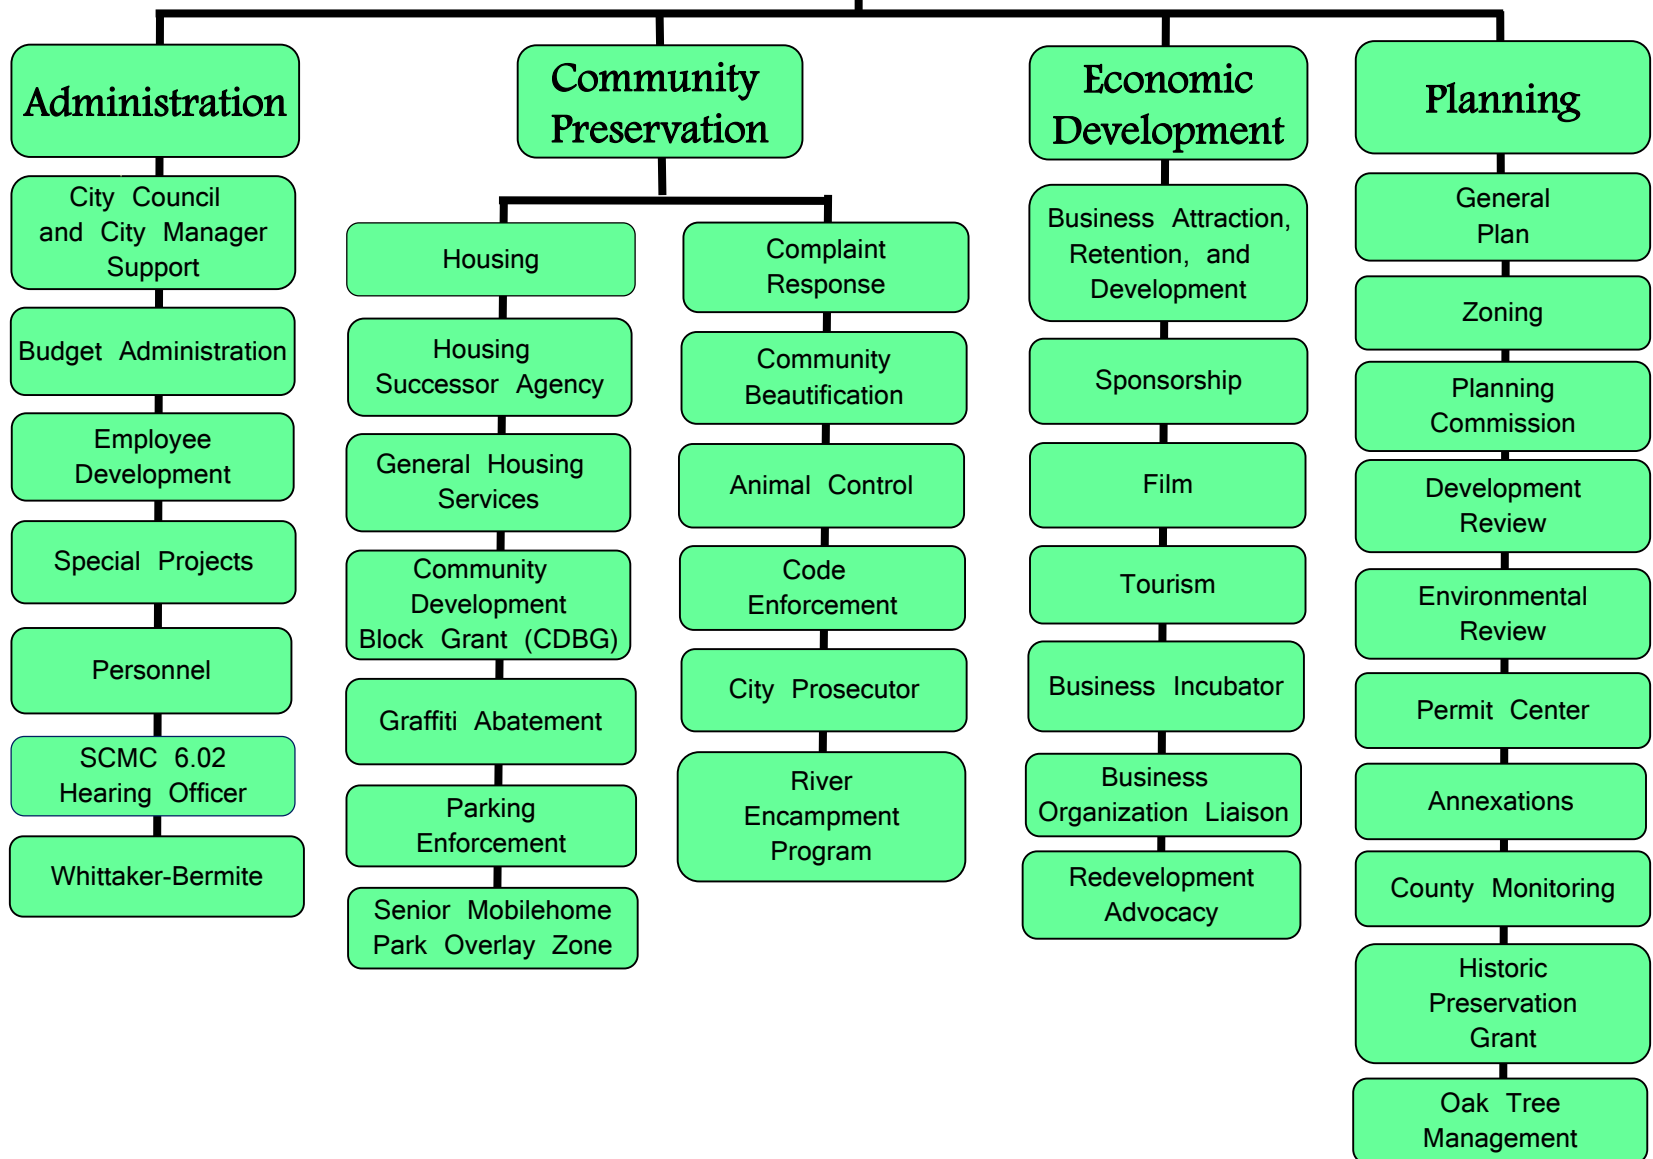 Administration
City Council
and City Manager
Support
Budget Administration
Employee
Development
Special Projects
Personnel
SCMC 6.02
Hearing Officer
Whittaker-Bermite
Community
Preservation
Housing
Housing
Successor Agency
General Housing
Services
Community
Development
Block Grant (CDBG)
Graffiti Abatement
Parking
Enforcement
Senior Mobilehome
Park Overlay Zone
Complaint
Response
Community
Beautification
Animal Control
Code
Enforcement
City Prosecutor
River
Encampment
Program
Economic
Development
Business Attraction,
Retention, and
Development
Sponsorship
Film
Tourism
Business Incubator
Business
Organization Liaison
Redevelopment
Advocacy
Planning
General
Plan
Zoning
Planning
Commission
Development
Review
Environmental
Review
Permit Center
Annexations
County Monitoring
Historic
Preservation
Grant
Oak Tree
Management